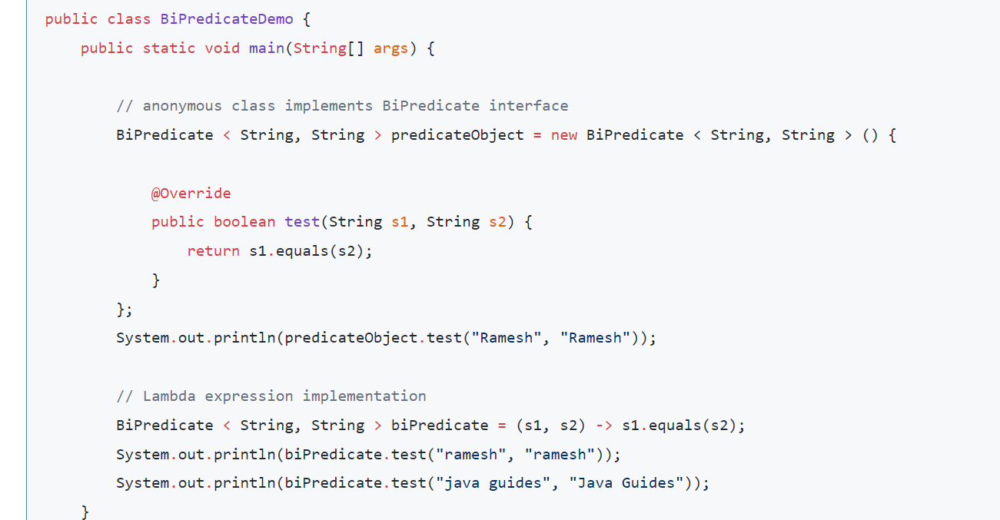 public class BiPredicateDemo {
public static void main(String[] args) {
// anonymous class implements BiPredicate interface
BiPredicate < String, String > predicateObject = new BiPredicate < String, String > () {
@Override
public boolean test(String s1, String s2) {
return s1.equals(s2);
}
};
System.out.println(predicateObject.test("Ramesh", "Ramesh"));
// Lambda expression implementation
BiPredicate < String, String > biPredicate = (s1, s2) -> s1.equals(s2);
System.out.println(biPredicate.test("ramesh", "ramesh"));
System.out.println(biPredicate.test("java guides", "Java Guides"));
}